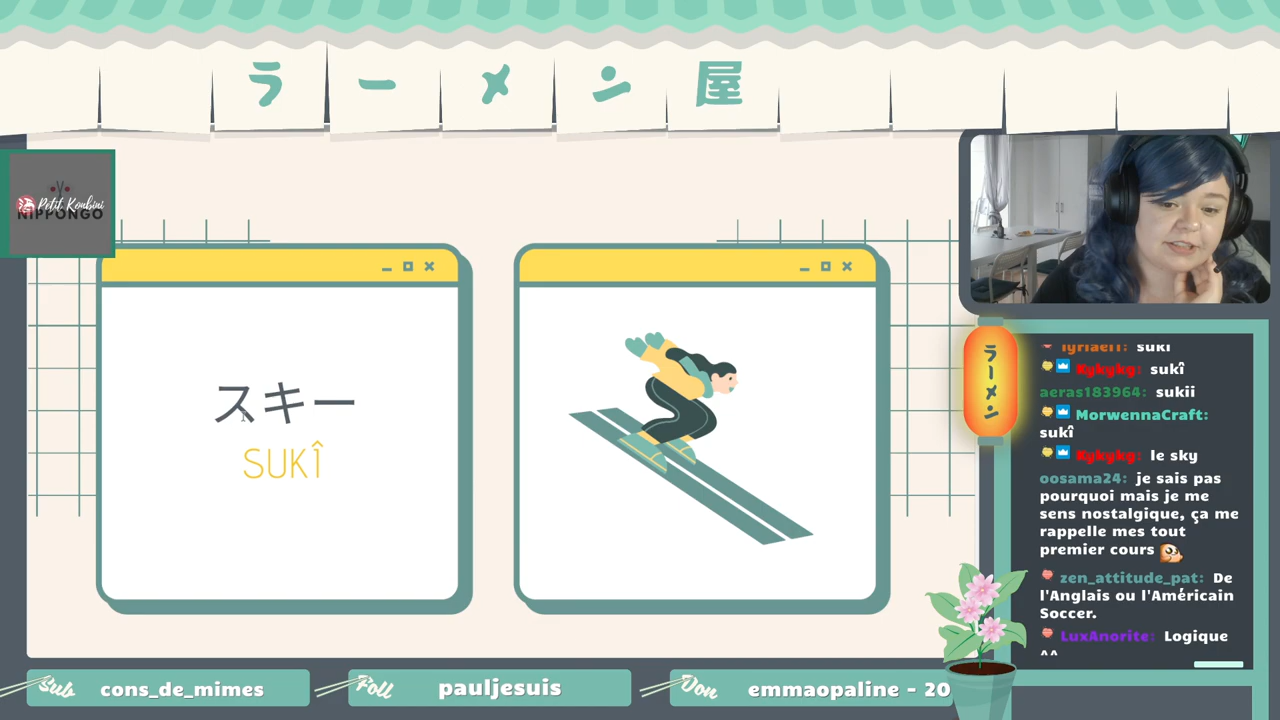 ラーメン屋
Petit Konbini
NIPPONGO
スキー
SUKÎ
ラーメン
suki
Kykykg: sukî
aeras183964: sukii
MorwennaCraft:
sukî
Kykykg: le sky
oosama24: je sais pas
pourquoi mais je me
sens nostalgique, ça me
rappelle mes tout
premier cours
zen_attitude_pat: De
l'Anglais ou l'Américain
Soccer.
LuxAnorite: Logique
^^
Sub cons_de_mimes
Foll pauljesuis
Don emmaopaline - 20